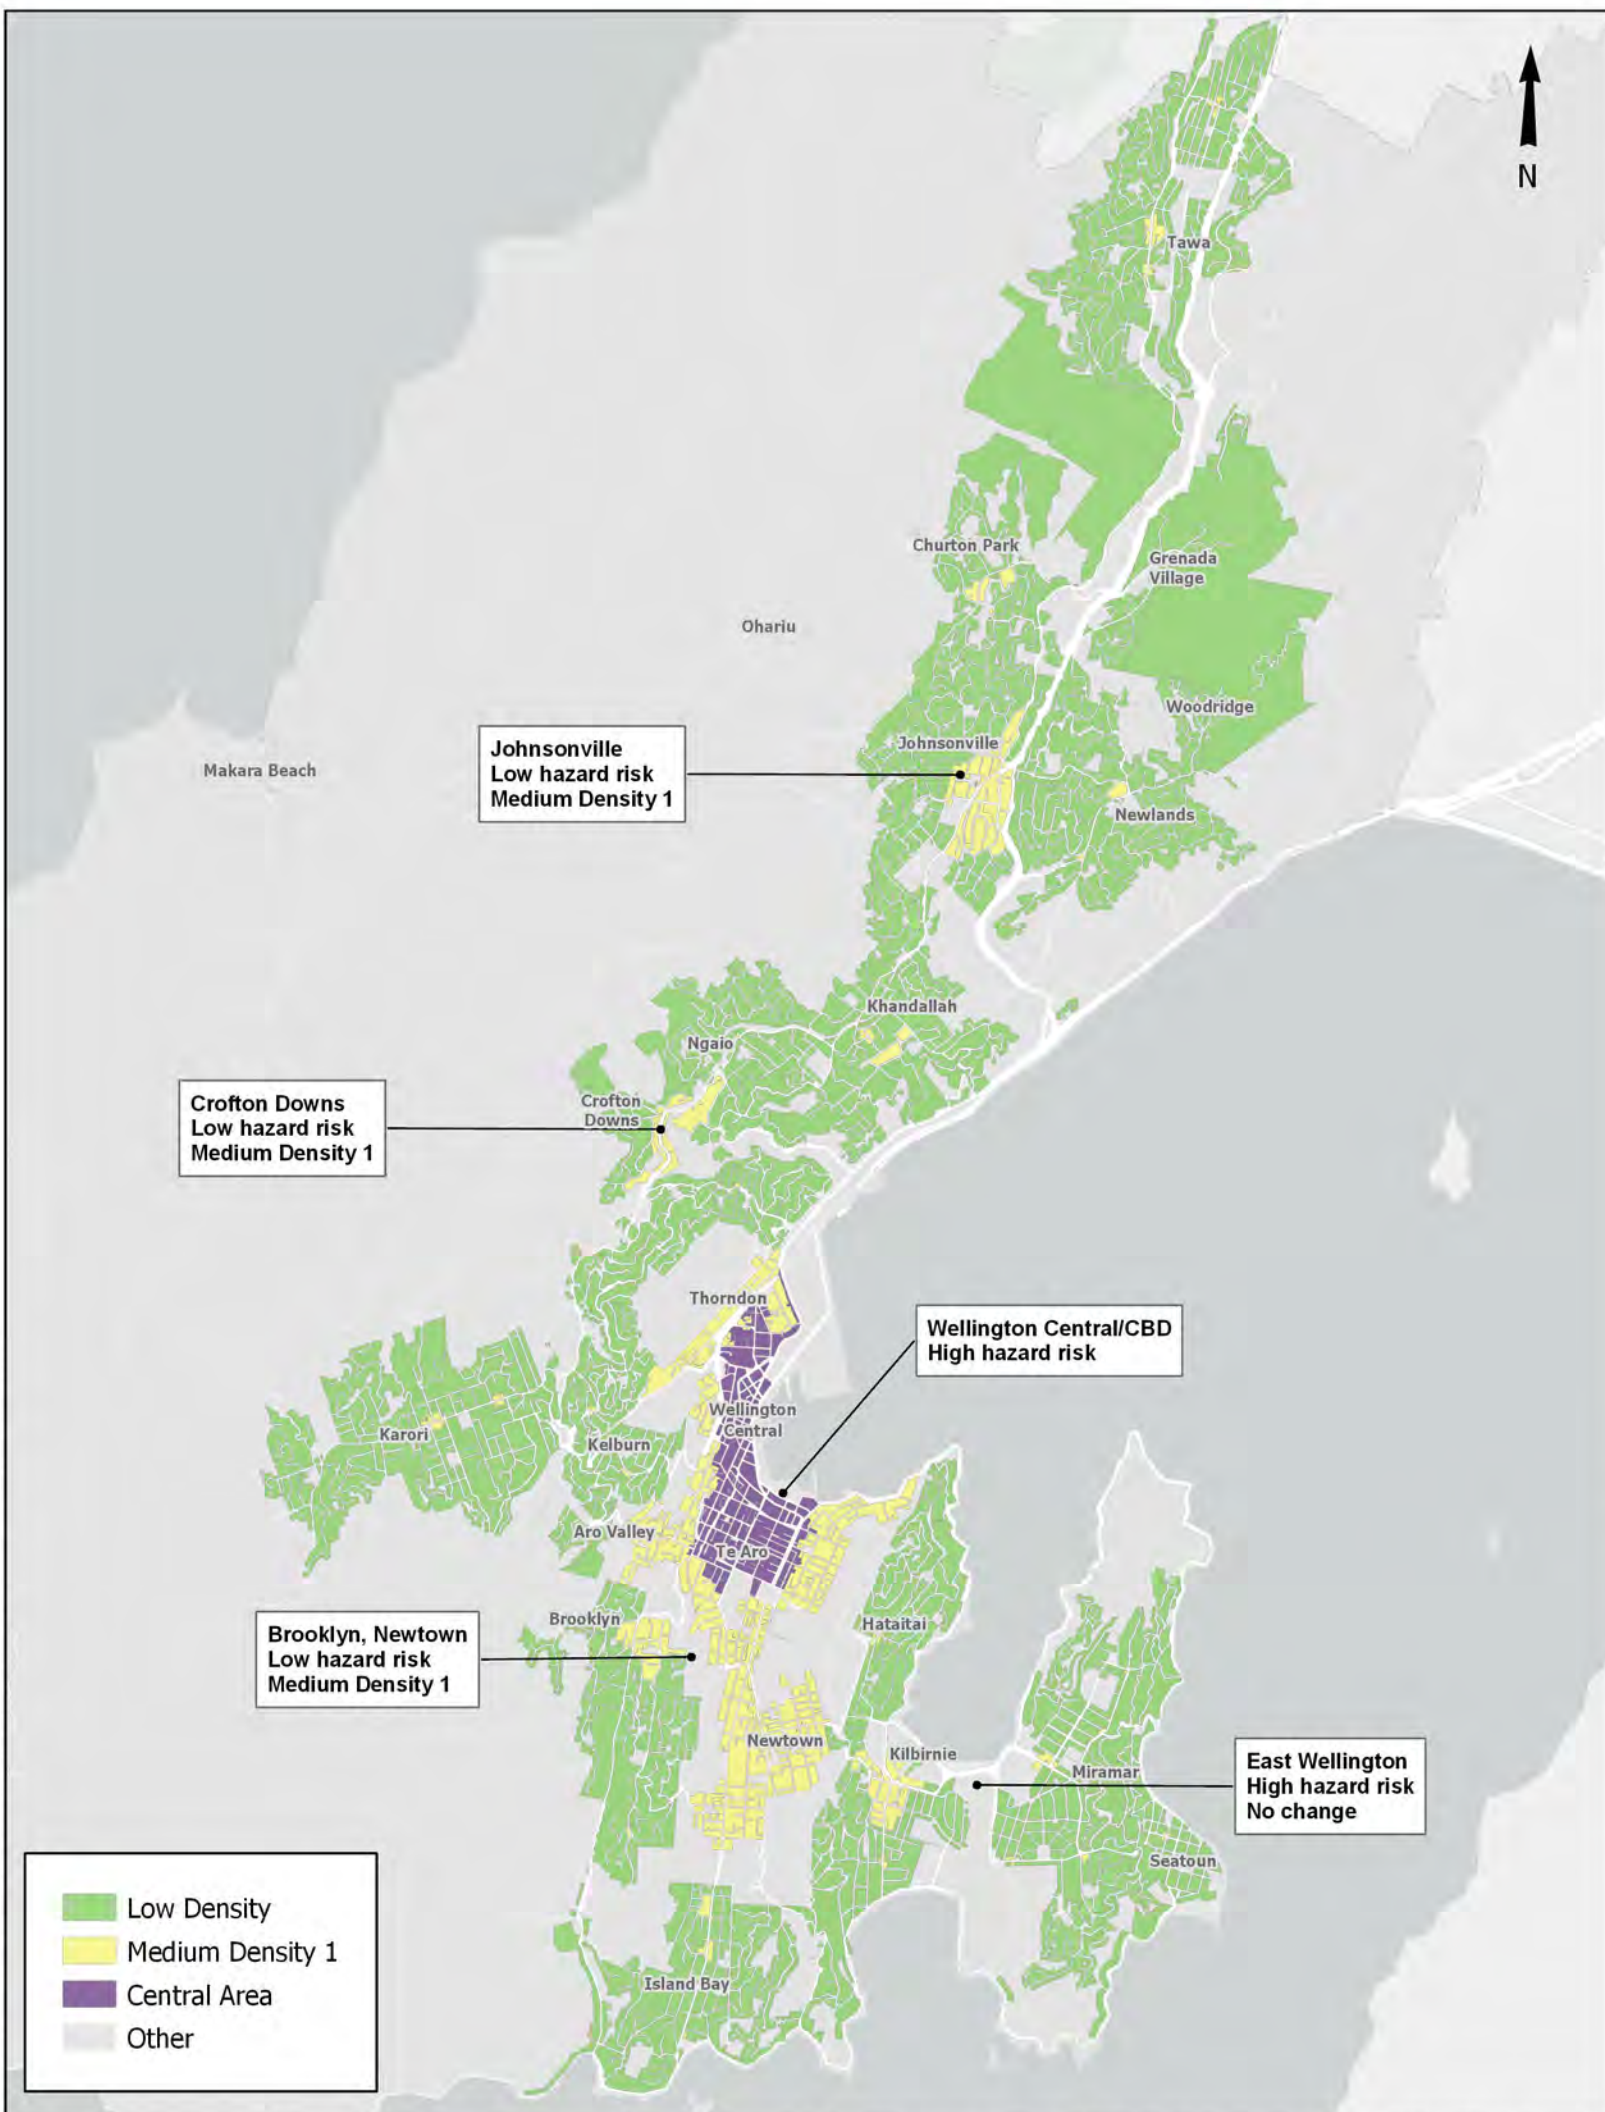 N
Tawa
Churton Park
Grenada
Village
Ohariu
Woodridge
Johnsonville
Low hazard risk
Medium Density 1
Johnsonville
Makara Beach
Newlands
Khandallah
Ngaio
Crofton Downs
Low hazard risk
Medium Density 1
Crofton
Downs
Thorndon
Wellington Central/CBD
High hazard risk
Wellington
Central
Karori
Kelburn
Aro Valley
Te Aro
Brooklyn
Hataitai
Brooklyn, Newtown
Low hazard risk
Medium Density 1
Newtown
Kilbirnie
Miramar
East Wellington
High hazard risk
No change
Seatoun
Island Bay
Low Density
Medium Density 1
Central Area
Other